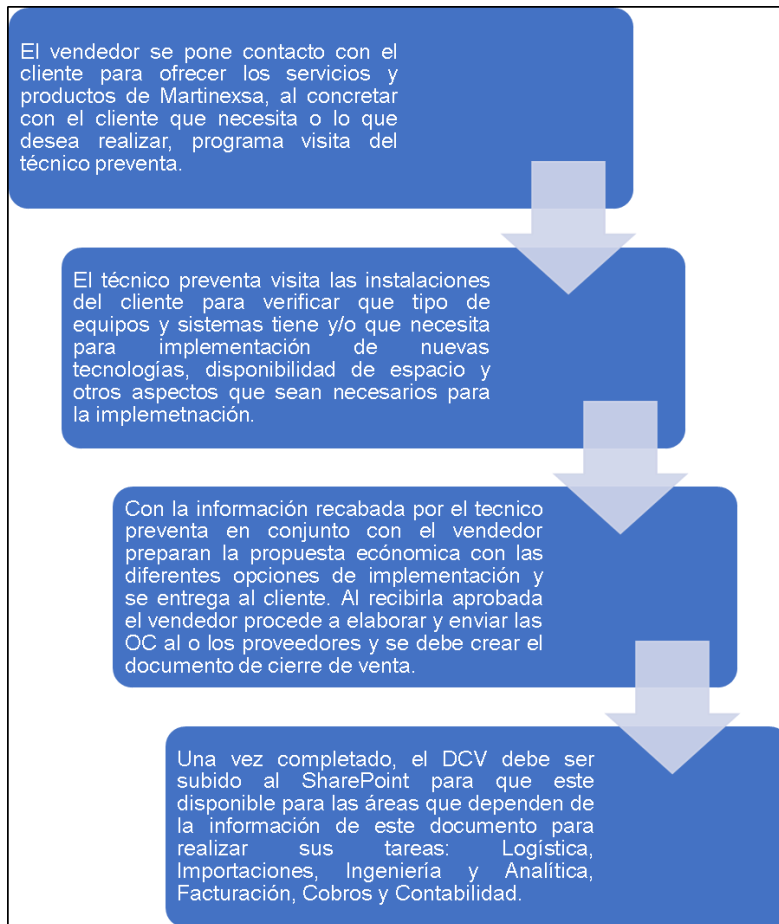 El vendedor se pone contacto con el
cliente para ofrecer los servicios y
productos de Martinexsa, al concretar
con el cliente que necesita o lo que
desea realizar, programa visita del
técnico preventa.
El técnico preventa visita las instalaciones
del cliente para verificar que tipo de
equipos y sistemas tiene y/o que necesita
para implementación de nuevas
tecnologías, disponibilidad de espacio y
otros aspectos que sean necesarios para
la implemetnación.
Con la información recabada por el tecnico
preventa en conjunto con el vendedor
preparan la propuesta ecónomica con las
diferentes opciones de implementación y
se entrega al cliente. Al recibirla aprobada
el vendedor procede a elaborar y enviar las
OC al o los proveedores y se debe crear el
documento de cierre de venta.
Una vez completado, el DCV debe ser
subido al SharePoint para que este
disponible para las áreas que dependen de
la información de este documento para
realizar sus tareas: Logística,
Importaciones, Ingeniería y Analítica,
Facturación, Cobros y Contabilidad.